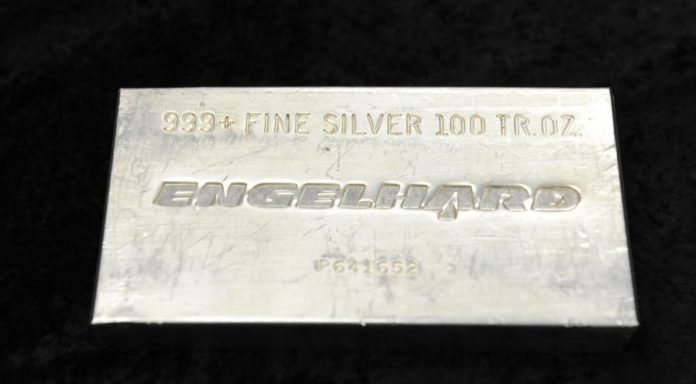 999+ FINE SILVER 100 TR.OZ.
ENGELHARD
P641652